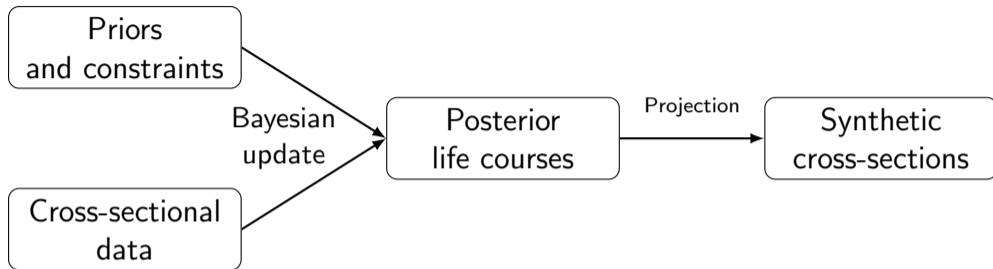 Priors
and constraints
Bayesian
update
Cross-sectional
data
Posterior
life courses
Projection
Synthetic
cross-sections